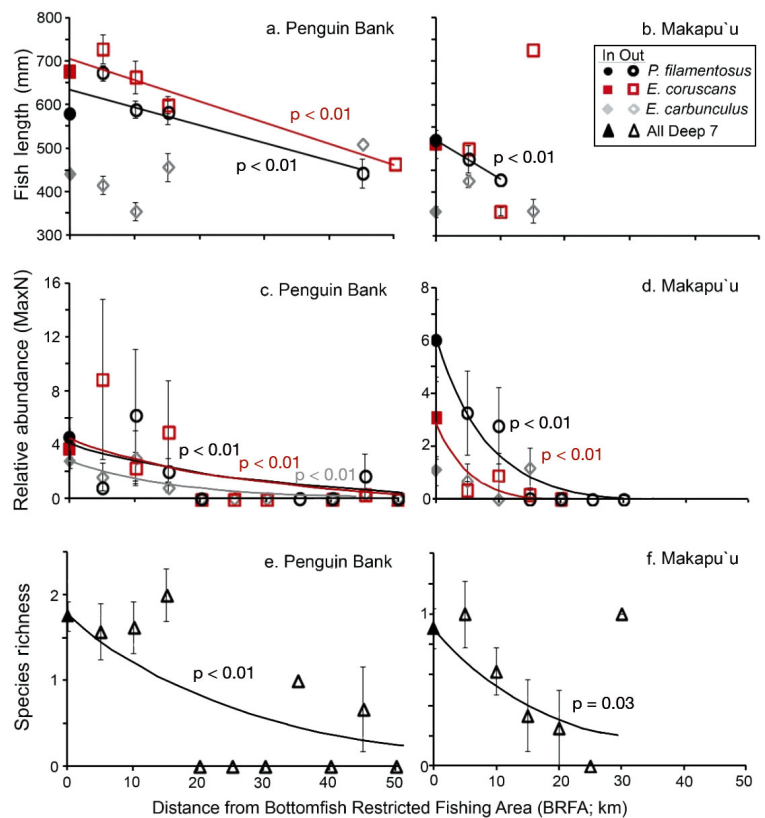 a. Penguin Bank
b. Makapu`u
Fish length (mm)
800
700
600
500
400
300
p < 0.01
p < 0.01
p < 0.01
In Out
P. filamentosus
E. coruscans
E. carbunculus
All Deep 7
c. Penguin Bank
d. Makapu`u
Relative abundance (MaxN)
16
12
8
4
0
p < 0.01
p < 0.01
p < 0.01
8
6
4
2
0
p < 0.01
p < 0.01
e. Penguin Bank
f. Makapu`u
Species richness
2
1
0
p < 0.01
1
0
p = 0.03
0 10 20 30 40 50 0 10 20 30 40 50
Distance from Bottomfish Restricted Fishing Area (BRFA; km)